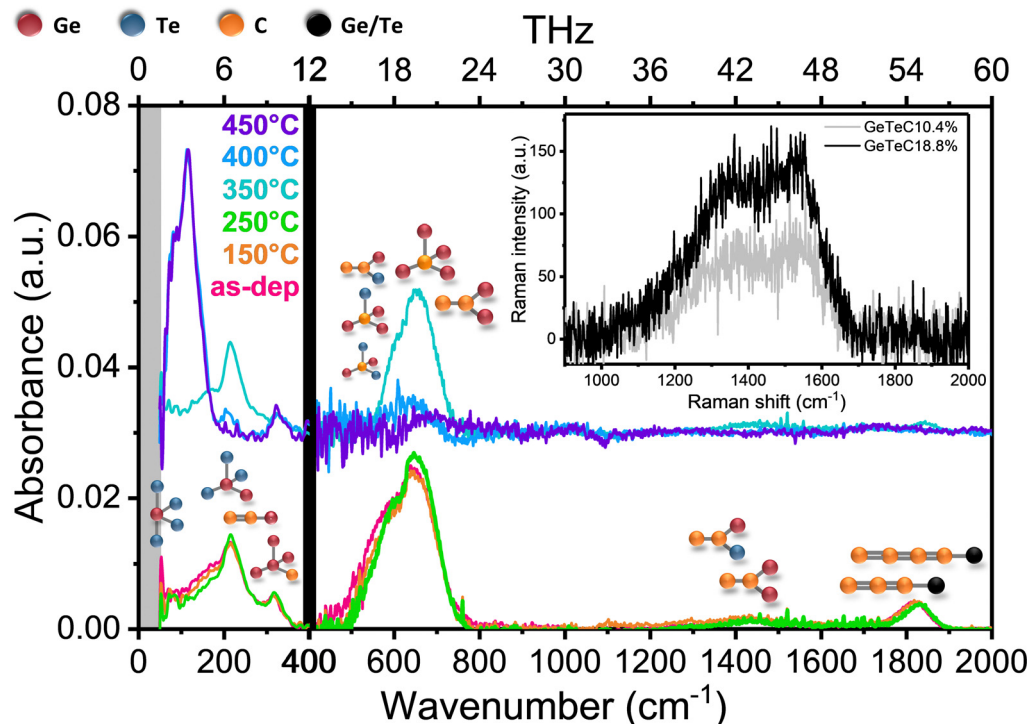 Ge Te C Ge/Te
THz
0 6 12 18 24 30 36 42 48 54 60
0.08
0.06
0.04
0.02
0.00
Absorbance (a.u.)
450°C
400°C
350°C
250°C
150°C
as-dep
GeTeC10.4%
GeTeC18.8%
150
100
50
0
Raman intensity (a.u.)
1000 1200 1400 1600 1800 2000
Raman shift (cm-1)
0 200 400 600 800 1000 1200 1400 1600 1800 2000
Wavenumber (cm-1)